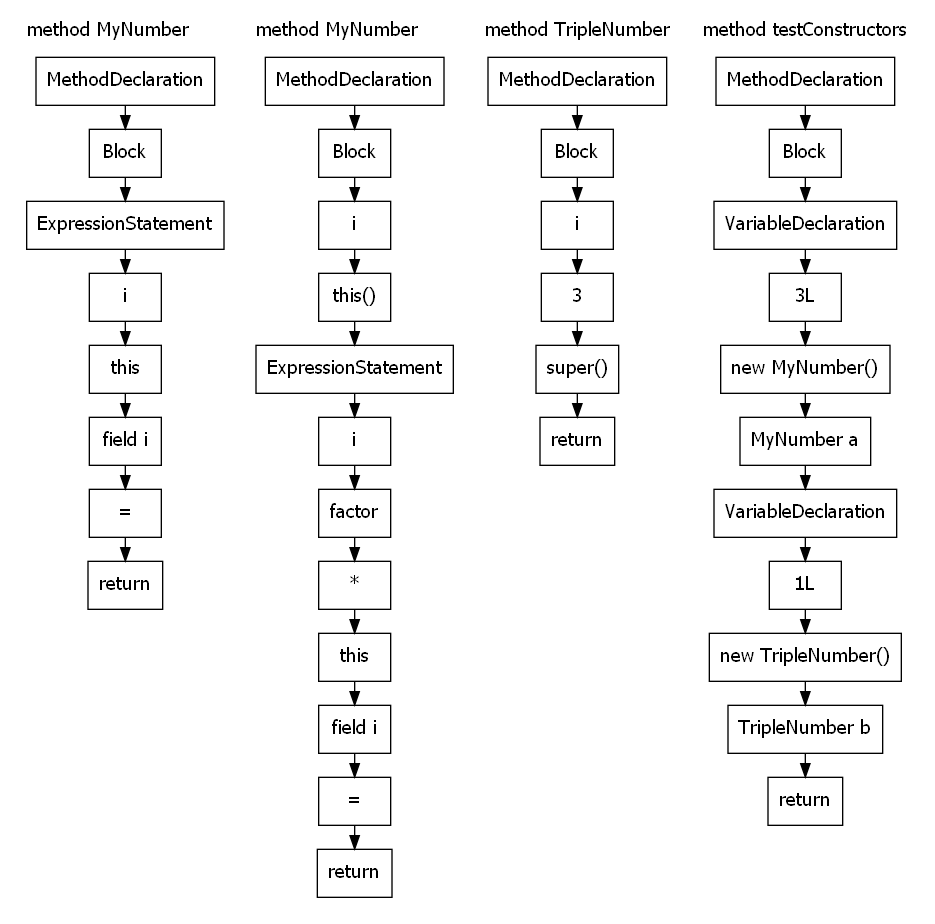 method MyNumber
MethodDeclaration
Block
ExpressionStatement
i
this
field i
=
return
method MyNumber
MethodDeclaration
Block
i
this()
ExpressionStatement
i
factor
*
this
field i
=
return
method TripleNumber
MethodDeclaration
Block
i
3
super()
return
method testConstructors
MethodDeclaration
Block
VariableDeclaration
3L
new MyNumber()
MyNumber a
VariableDeclaration
1L
new TripleNumber()
TripleNumber b
return